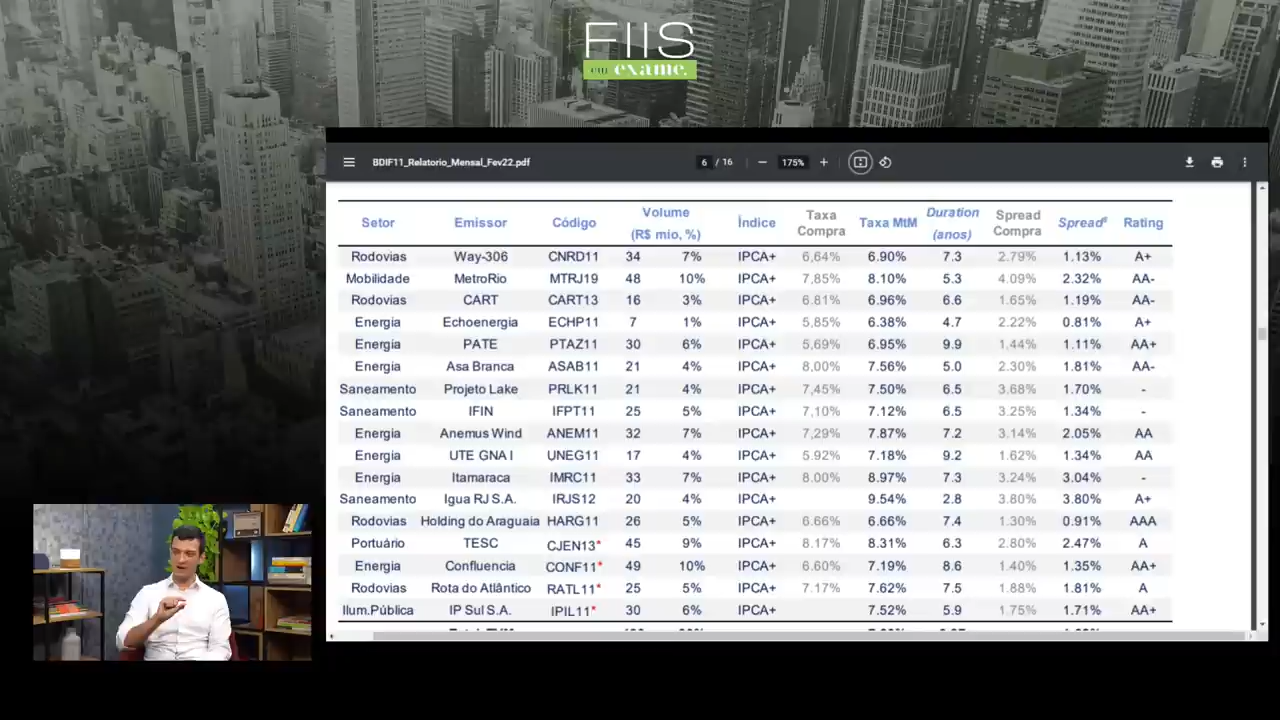 FIIS
em exame.
BDIF11_Relatorio_Mensal_Fev22.pdf 6 / 16 175%
Setor Emissor Código Volume (R$ mio, %) Índice Taxa Compra Taxa MtM Duration (anos) Spread Compra Spread# Rating
Rodovias Way-306 CNRD11 34 7% IPCA+ 6,64% 6.90% 7.3 2.79% 1.13% A+
Mobilidade MetroRio MTRJ19 48 10% IPCA+ 7,85% 8.10% 5.3 4.09% 2.32% AA-
Rodovias CART CART13 16 3% IPCA+ 6.81% 6.96% 6.6 1.65% 1.19% AA-
Energia Echoenergia ECHP11 7 1% IPCA+ 5,85% 6.38% 4.7 2.22% 0.81% A+
Energia PATE PTAZ11 30 6% IPCA+ 5,69% 6.95% 9.9 1.44% 1.11% AA+
Energia Asa Branca ASAB11 21 4% IPCA+ 8,00% 7.56% 5.0 2.30% 1.81% AA-
Saneamento Projeto Lake PRLK11 21 4% IPCA+ 7,45% 7.50% 6.5 3.68% 1.70% -
Saneamento IFIN IFPT11 25 5% IPCA+ 7,10% 7.12% 6.5 3.25% 1.34% -
Energia Anemus Wind ANEM11 32 7% IPCA+ 7,29% 7.87% 7.2 3.14% 2.05% AA
Energia UTE GNA I UNEG11 17 4% IPCA+ 5.92% 7.18% 9.2 1.62% 1.34% AA
Energia Itamaraca IMRC11 33 7% IPCA+ 8.00% 8.97% 7.3 3.24% 3.04% -
Saneamento Igua RJ S.A. IRJS12 20 4% IPCA+ 9.54% 2.8 3.80% 3.80% A+
Rodovias Holding do Araguaia HARG11 26 5% IPCA+ 6.66% 6.66% 7.4 1.30% 0.91% AAA
Portuário TESC CJEN13* 45 9% IPCA+ 8.17% 8.31% 6.3 2.80% 2.47% A
Energia Confluencia CONF11* 49 10% IPCA+ 6.60% 7.19% 8.6 1.40% 1.35% AA+
Rodovias Rota do Atlântico RATL11* 25 5% IPCA+ 7.17% 7.62% 7.5 1.88% 1.81% A
Ilum.Pública IP Sul S.A. IPIL11* 30 6% IPCA+ 7.52% 5.9 1.75% 1.71% AA+